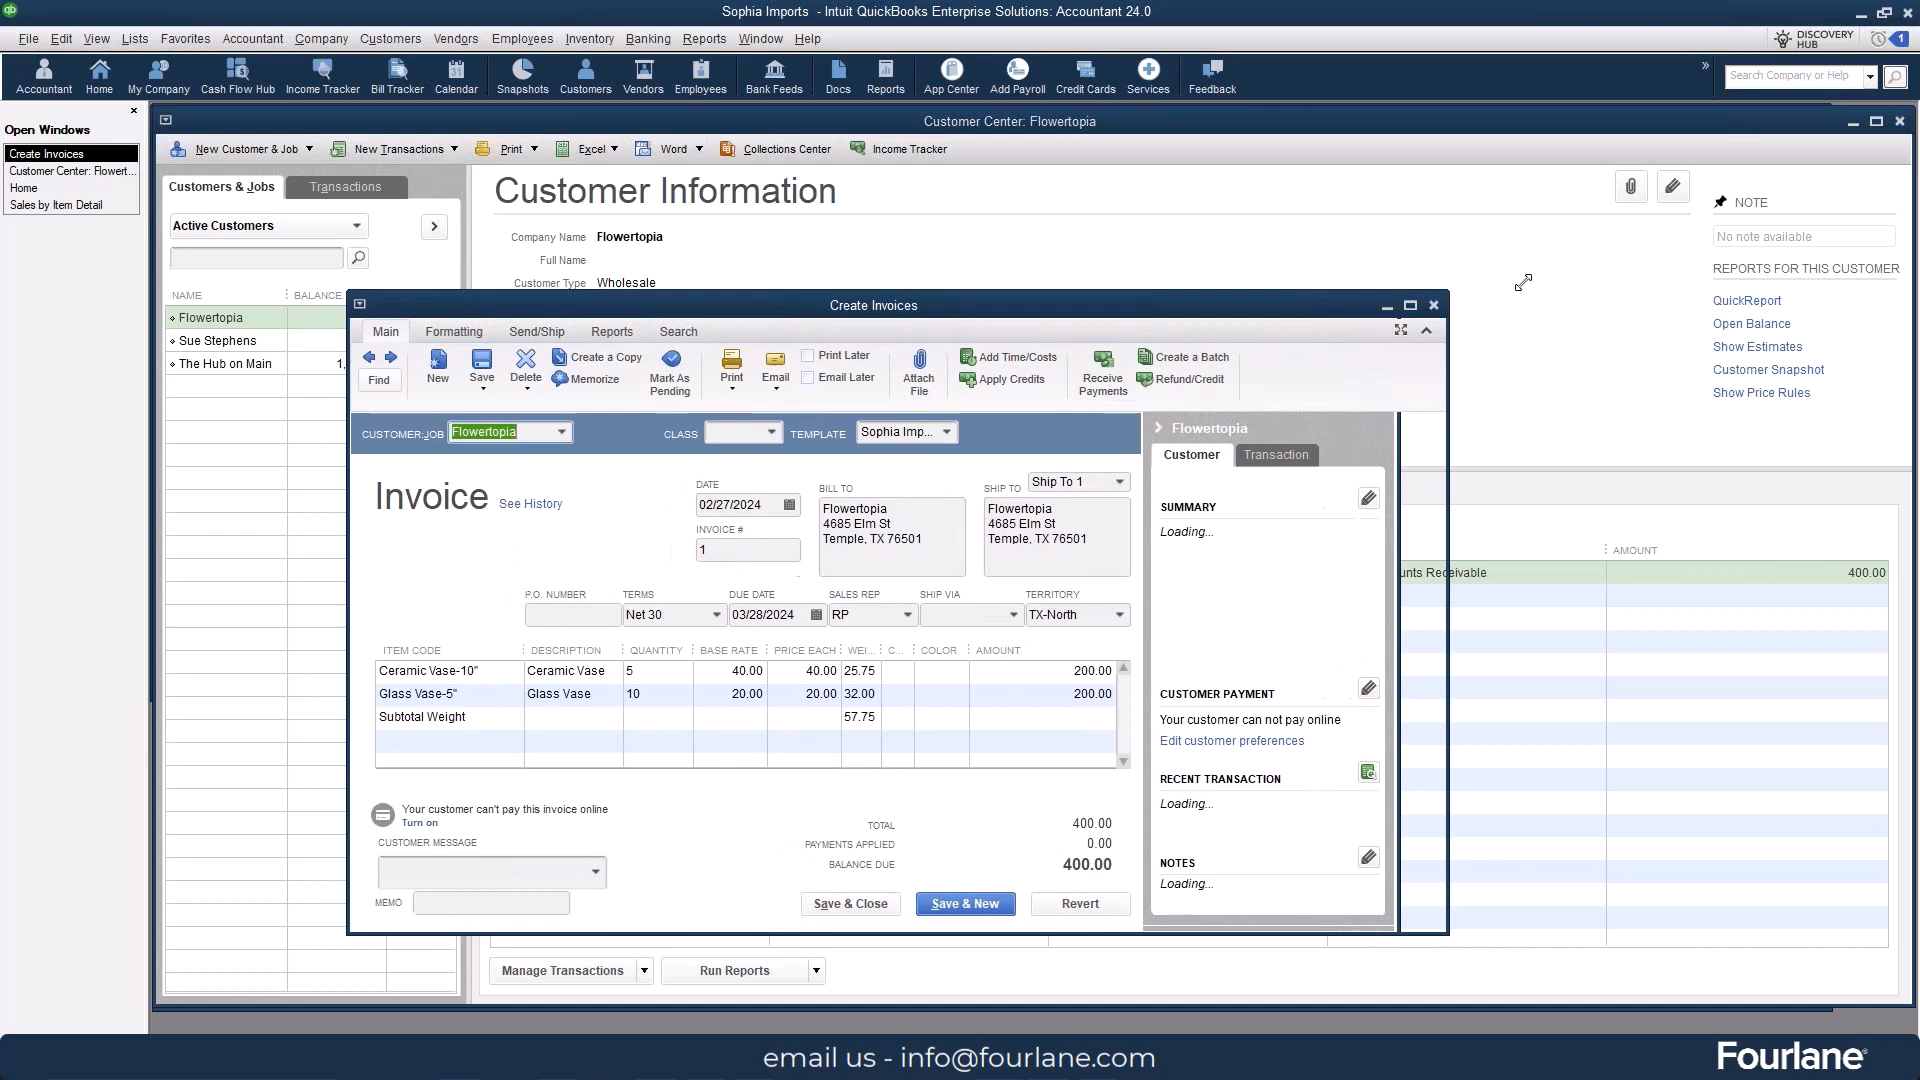 Sophia Imports - Intuit QuickBooks Enterprise Solutions: Accountant 24.0
File Edit View Lists Favorites Accountant Company Customers Vendors Employees Inventory Banking Reports Window Help
DISCOVERY HUB 1
Accountant Home My Company Cash Flow Hub Income Tracker Bill Tracker Calendar Snapshots Customers Vendors Employees Bank Feeds Docs Reports App Center Add Payroll Credit Cards Services Feedback
Search Company or Help
Open Windows
Create Invoices
Customer Center: Flowert...
Home
Sales by Item Detail
Customer Center: Flowertopia
New Customer & Job New Transactions Print Excel Word Collections Center Income Tracker
Customers & Jobs Transactions
Active Customers
NAME BALANCE
Flowertopia
Sue Stephens
The Hub on Main 1,
Customer Information
Company Name Flowertopia
Full Name
Customer Type Wholesale
NOTE
No note available
REPORTS FOR THIS CUSTOMER
QuickReport
Open Balance
Show Estimates
Customer Snapshot
Show Price Rules
Create Invoices
Main Formatting Send/Ship Reports Search
Find New Save Delete Create a Copy Memorize Mark As Pending Print Email Print Later Email Later Attach File Add Time/Costs Apply Credits Receive Payments Create a Batch Refund/Credit
CUSTOMER:JOB Flowertopia CLASS TEMPLATE Sophia Imp...
Invoice See History
DATE
02/27/2024
INVOICE #
1
BILL TO
Flowertopia
4685 Elm St
Temple, TX 76501
SHIP TO Ship To 1
Flowertopia
4685 Elm St
Temple, TX 76501
P.O. NUMBER TERMS DUE DATE SALES REP SHIP VIA TERRITORY
Net 30 03/28/2024 RP TX-North
ITEM CODE DESCRIPTION QUANTITY BASE RATE PRICE EACH WEI... C... COLOR AMOUNT
Ceramic Vase-10" Ceramic Vase 5 40.00 40.00 25.75 200.00
Glass Vase-5" Glass Vase 10 20.00 20.00 32.00 200.00
Subtotal Weight 57.75
Your customer can't pay this invoice online
Turn on
CUSTOMER MESSAGE
MEMO
TOTAL 400.00
PAYMENTS APPLIED 0.00
BALANCE DUE 400.00
Save & Close Save & New Revert
Flowertopia
Customer Transaction
SUMMARY
Loading...
CUSTOMER PAYMENT
Your customer can not pay online
Edit customer preferences
RECENT TRANSACTION
Loading...
NOTES
Loading...
AMOUNT
unts Receivable 400.00
Manage Transactions Run Reports
email us - info@fourlane.com
Fourlane